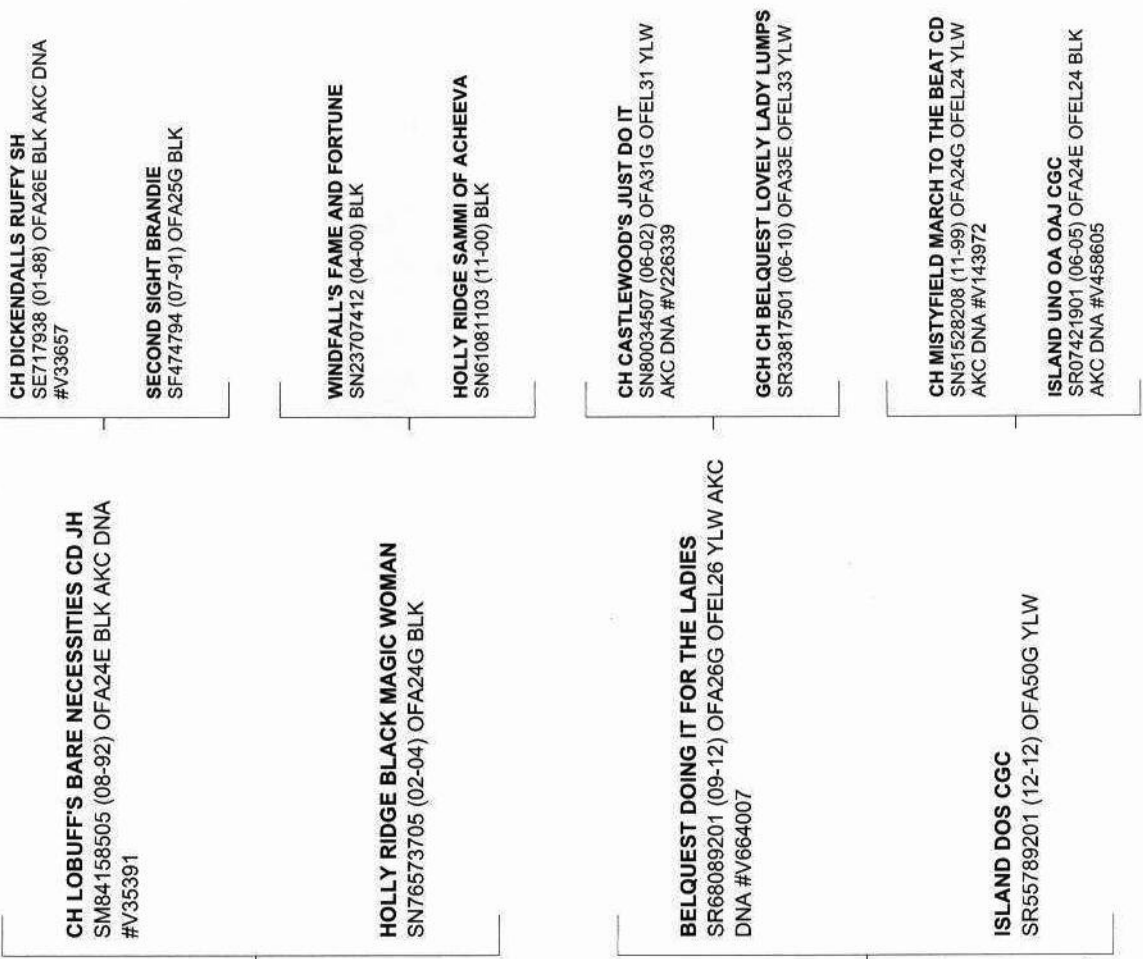 CH DICKENDALLS RUFFY SH
SE717938 (01-88) OFA26E BLK AKC DNA
#V33657
CH LOBUFF'S BARE NECESSITIES CD JH
SM84158505 (08-92) OFA24E BLK AKC DNA
#V35391
SECOND SIGHT BRANDIE
SF474794 (07-91) OFA25G BLK
WINDFALL'S FAME AND FORTUNE
SN23707412 (04-00) BLK
HOLLY RIDGE BLACK MAGIC WOMAN
SN76573705 (02-04) OFA24G BLK
HOLLY RIDGE SAMMI OF ACHEEVA
SN61081103 (11-00) BLK
CH CASTLEWOOD'S JUST DO IT
SN80034507 (06-02) OFA31G OFEL31 YLW
AKC DNA #V226339
BELQUEST DOING IT FOR THE LADIES
SR68089201 (09-12) OFA26G OFEL26 YLW AKC
DNA #V664007
GCH CH BELQUEST LOVELY LADY LUMPS
SR33817501 (06-10) OFA33E OFEL33 YLW
CH MISTYFIELD MARCH TO THE BEAT CD
SN51528208 (11-99) OFA24G OFEL24 YLW
AKC DNA #V143972
ISLAND DOS CGC
SR55789201 (12-12) OFA50G YLW
ISLAND UNO OA OAJ CGC
SR07421901 (06-05) OFA24E OFEL24 BLK
AKC DNA #V458605